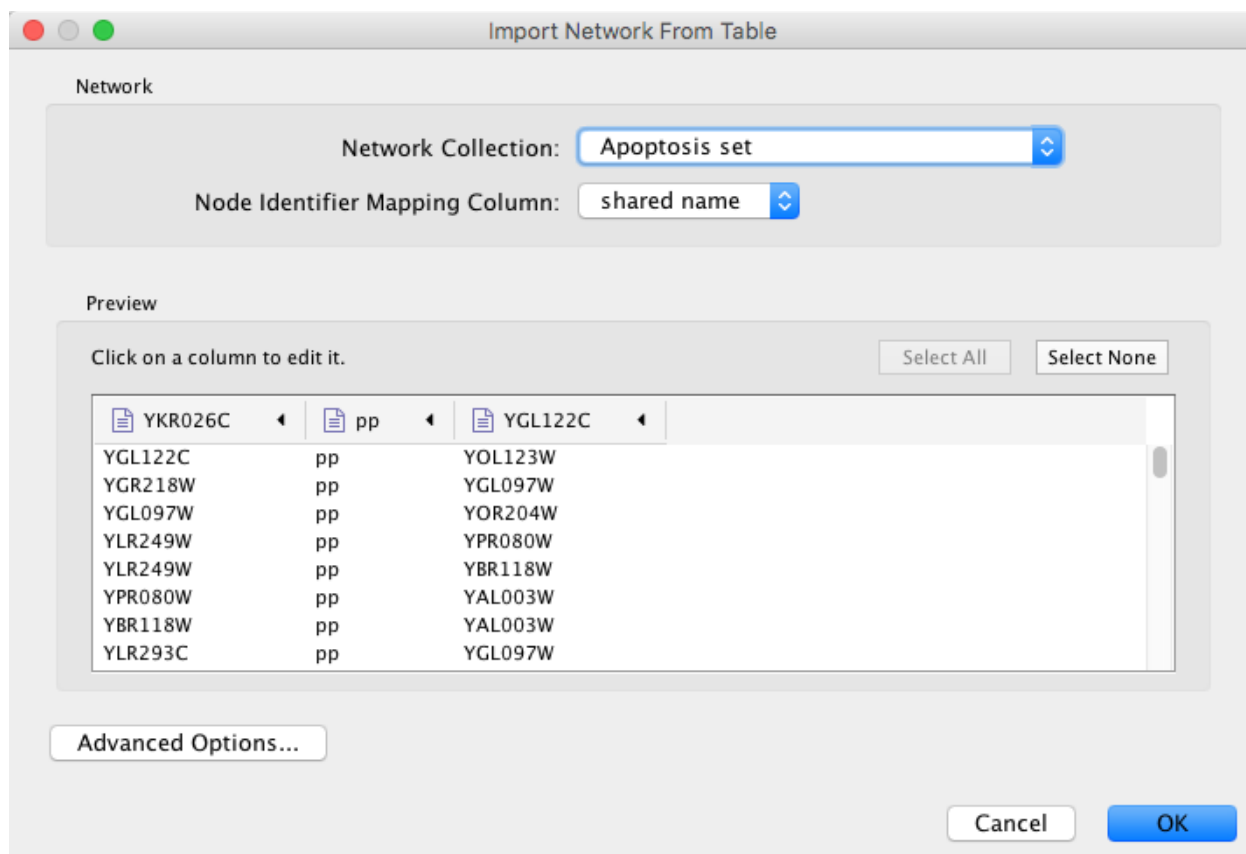 Import Network From Table
Network
Network Collection: Apoptosis set
Node Identifier Mapping Column: shared name
Preview
Click on a column to edit it. Select All Select None
YKR026C pp YGL122C
YGL122C pp YOL123W
YGR218W pp YGL097W
YGL097W pp YOR204W
YLR249W pp YPR080W
YLR249W pp YBR118W
YPR080W pp YAL003W
YBR118W pp YAL003W
YLR293C pp YGL097W
Advanced Options...
Cancel OK